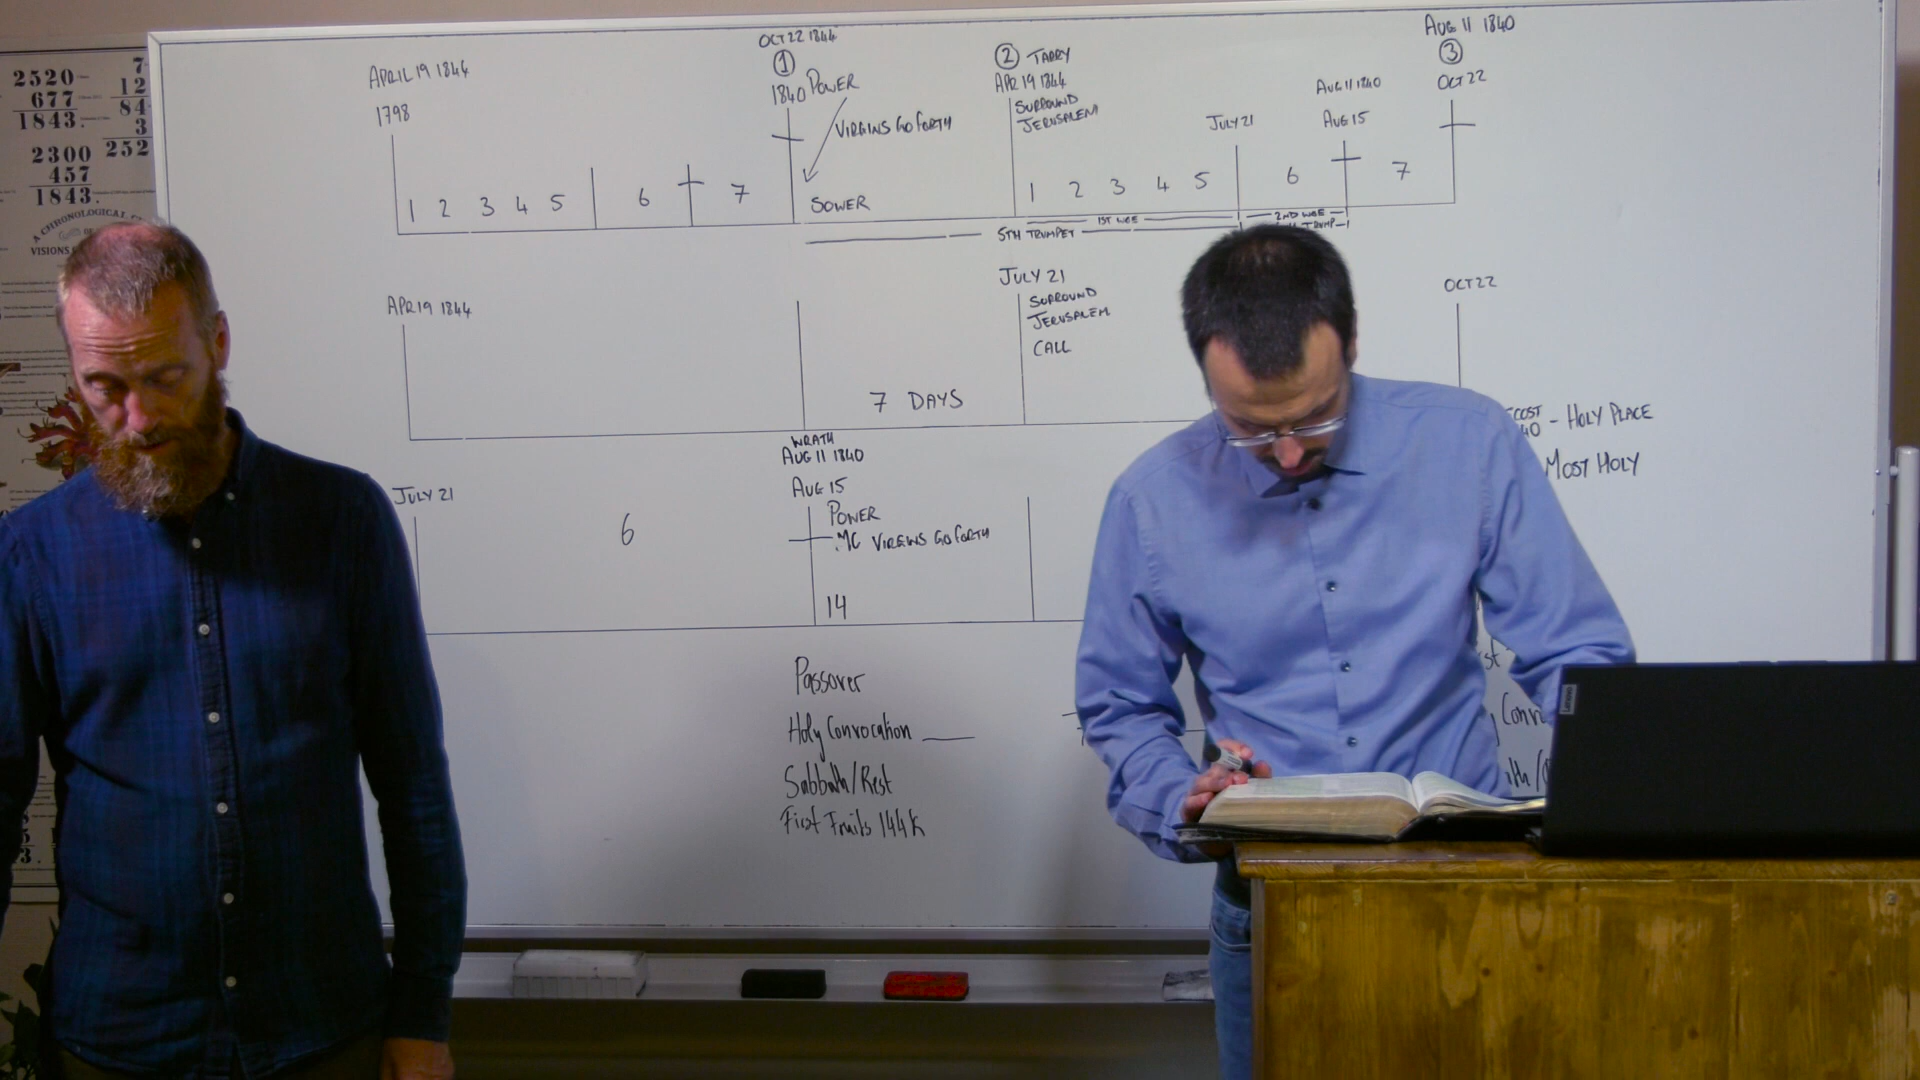 2520
677
1843.
7
12
84
3
252
2300
457
1843.
A CHRONOLOGICAL
OF
VISIONS
APRIL 19 1844
1798
1 2 3 4 5 6 7
OCT 22 1844
1
1840 POWER
VIRGINS GO FORTH
SOWER
2 TARRY
APR 19 1844
SURROUND
JERUSALEM
1 2 3 4 5 6 7
JULY 21
AUG 11 1840
AUG 15
AUG 11 1840
3
OCT 22
1ST WOE
2ND WOE
5TH TRUMPET
TRUMP
APR 19 1844
7 DAYS
JULY 21
SURROUND
JERUSALEM
CALL
OCT 22
- HOLY PLACE
MOST HOLY
JULY 21
6
WRATH
AUG 11 1840
AUG 15
POWER
MC VIRGINS GO FORTH
14
Passover
Holy Convocation
Sabbath/Rest
First Fruits 144K
Lenovo